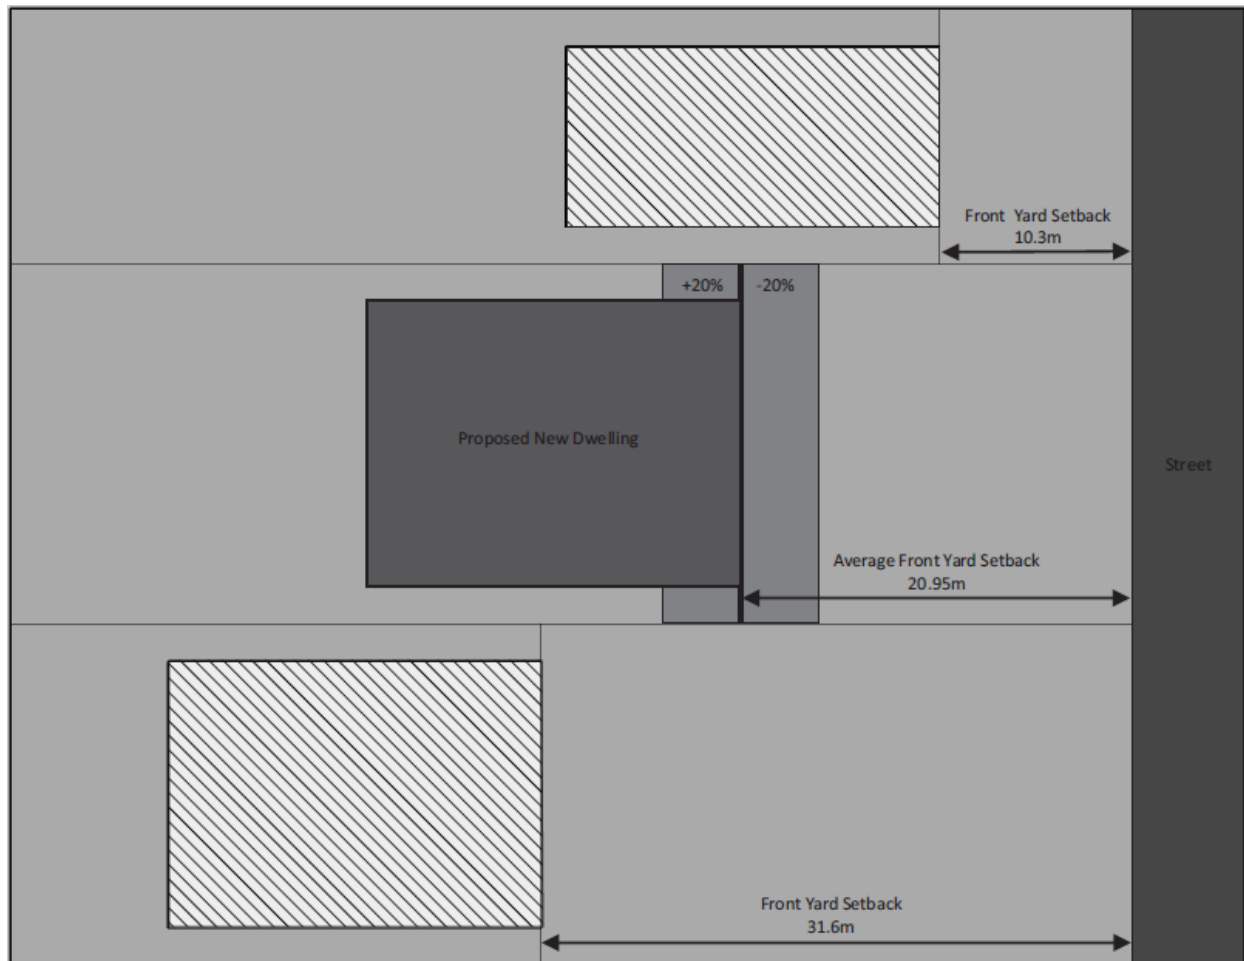 Front Yard Setback
10.3m
+20%
-20%
Proposed New Dwelling
Street
Average Front Yard Setback
20.95m
Front Yard Setback
31.6m